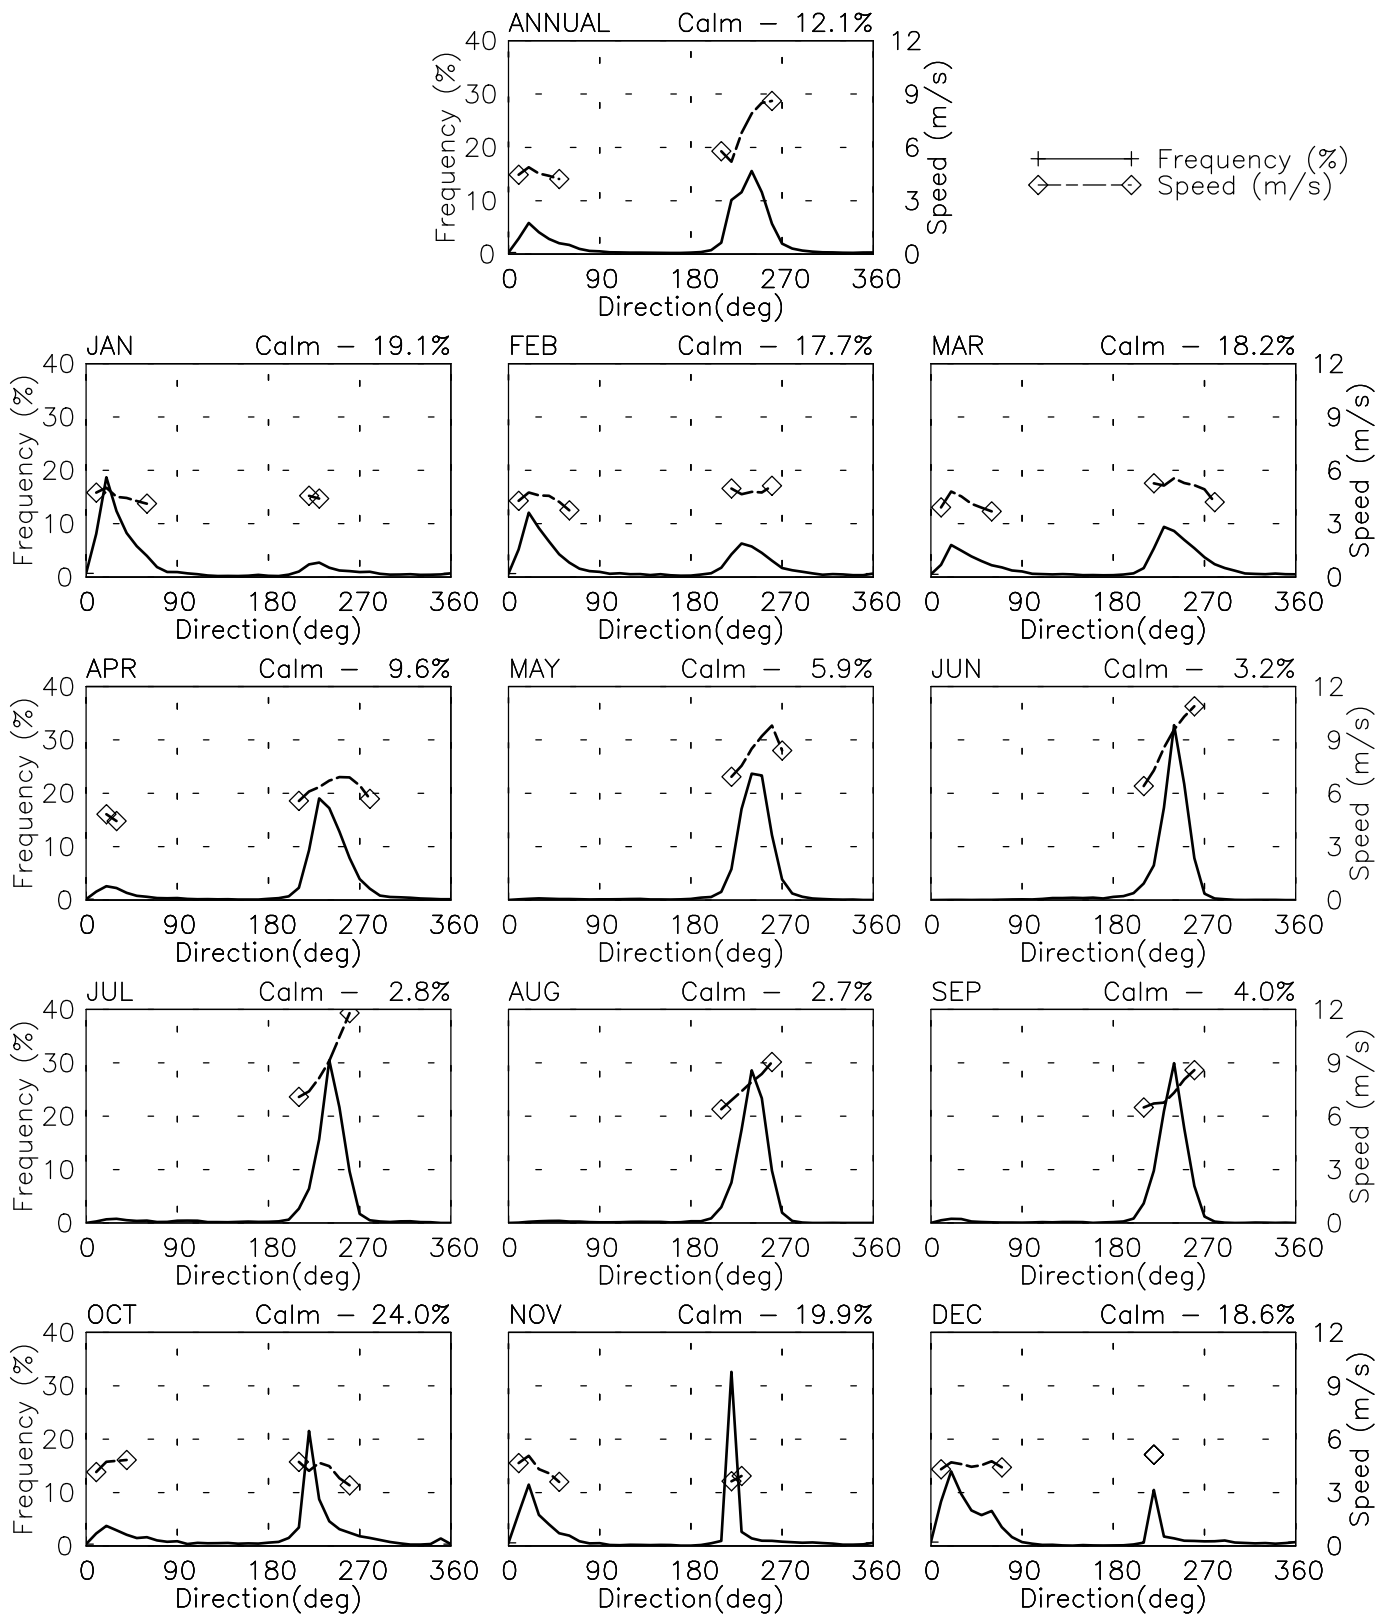 ANNUAL Calm - 12.1%
40 12
30 9
20 6
10 3
0 0
Frequency (%)
Speed (m/s)
0 90 180 270 360
Direction(deg)
Frequency (%)
Speed (m/s)
JAN Calm - 19.1% FEB Calm - 17.7% MAR Calm - 18.2%
40 12
30 9
20 6
10 3
0 0
Frequency (%)
Speed (m/s)
0 90 180 270 360 0 90 180 270 360 0 90 180 270 360
Direction(deg) Direction(deg) Direction(deg)
APR Calm - 9.6% MAY Calm - 5.9% JUN Calm - 3.2%
40 12
30 9
20 6
10 3
0 0
Frequency (%)
Speed (m/s)
0 90 180 270 360 0 90 180 270 360 0 90 180 270 360
Direction(deg) Direction(deg) Direction(deg)
JUL Calm - 2.8% AUG Calm - 2.7% SEP Calm - 4.0%
40 12
30 9
20 6
10 3
0 0
Frequency (%)
Speed (m/s)
0 90 180 270 360 0 90 180 270 360 0 90 180 270 360
Direction(deg) Direction(deg) Direction(deg)
OCT Calm - 24.0% NOV Calm - 19.9% DEC Calm - 18.6%
40 12
30 9
20 6
10 3
0 0
Frequency (%)
Speed (m/s)
0 90 180 270 360 0 90 180 270 360 0 90 180 270 360
Direction(deg) Direction(deg) Direction(deg)